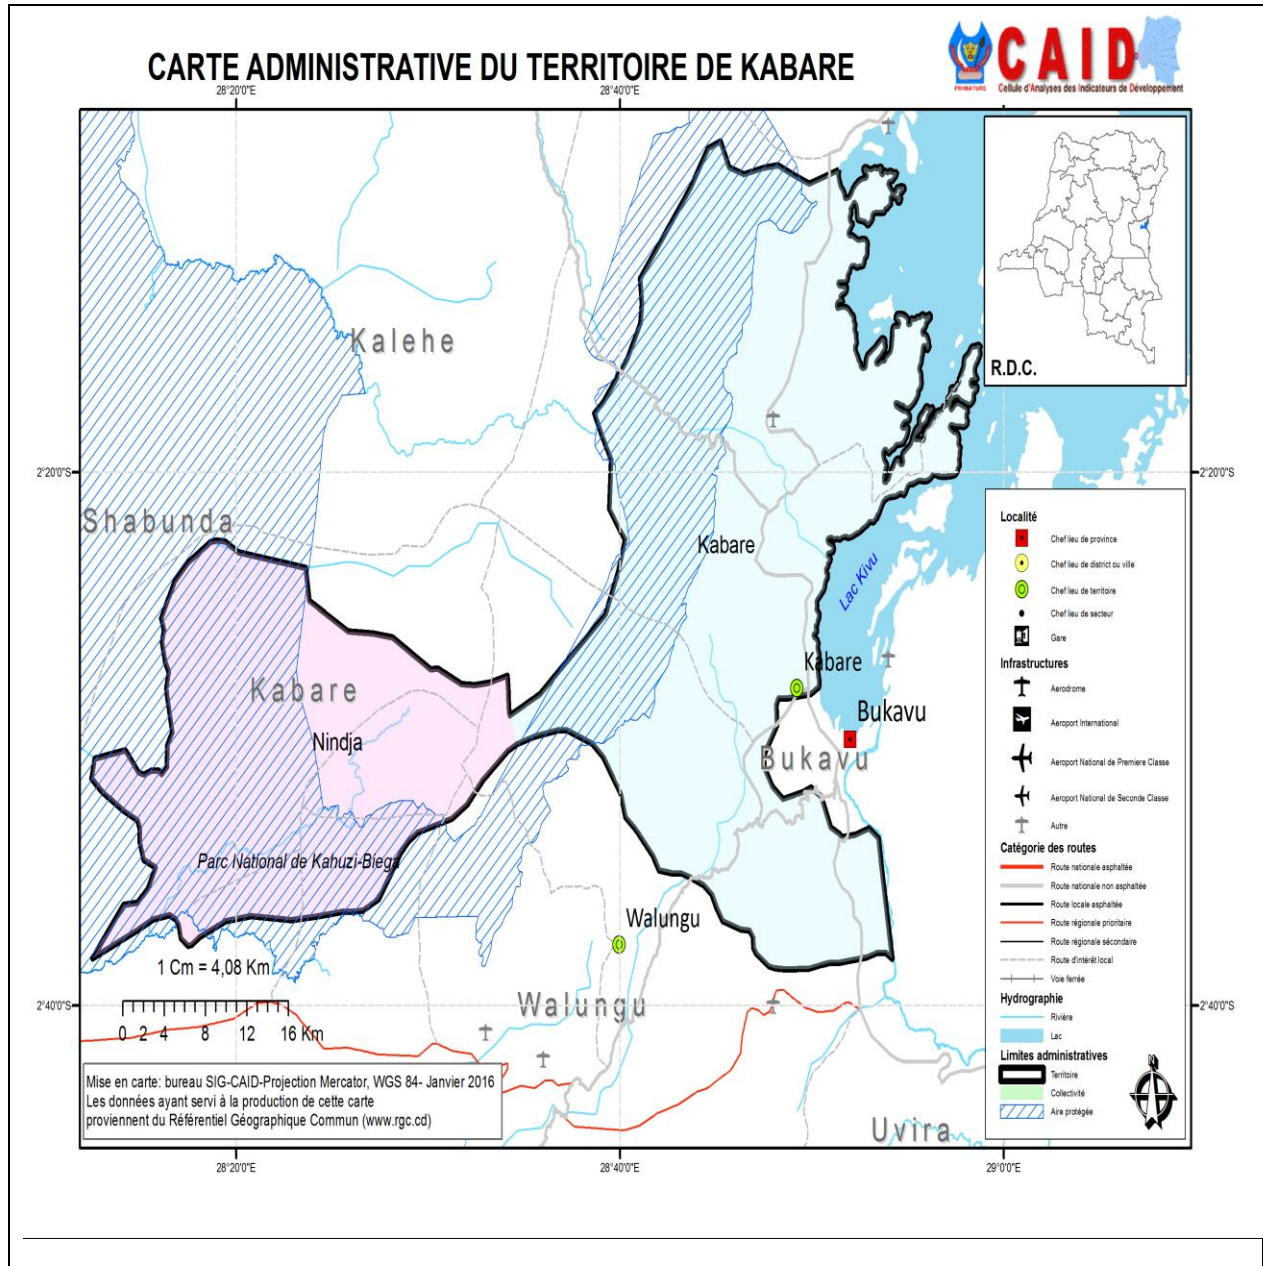 CARTE ADMINISTRATIVE DU TERRITOIRE DE KABARE
PRIMATURE
CAID
Cellule d'Analyses des Indicateurs de Développement
28°20'0"E
28°40'0"E
R.D.C.
Kalehe
2°20'0"S
2°20'0"S
Shabunda
Kabare
Lac Kivu
Kabare
Kabare
Bukavu
Nindja
Bukavu
Parc National de Kahuzi-Biega
Walungu
1 Cm = 4,08 Km
Walungu
2°40'0"S
2°40'0"S
0 2 4 8 12 16 Km
Mise en carte: bureau SIG-CAID-Projection Mercator, WGS 84- Janvier 2016
Les données ayant servi à la production de cette carte
proviennent du Référentiel Géographique Commun (www.rgc.cd)
Uvira
Localité
Chef lieu de province
Chef lieu de district ou ville
Chef lieu de territoire
Chef lieu de secteur
Gare
Infrastructures
Aerodrome
Aeroport International
Aeroport National de Premiere Classe
Aeroport National de Seconde Classe
Autre
Catégorie des routes
Route nationale asphaltée
Route nationale non asphaltée
Route locale asphaltée
Route régionale prioritaire
Route régionale sécondaire
Route d'intérêt local
Voie ferrée
Hydrographie
Rivière
Lac
Limites administratives
Territoire
Collectivité
Aire protégée
N
28°20'0"E
28°40'0"E
29°0'0"E